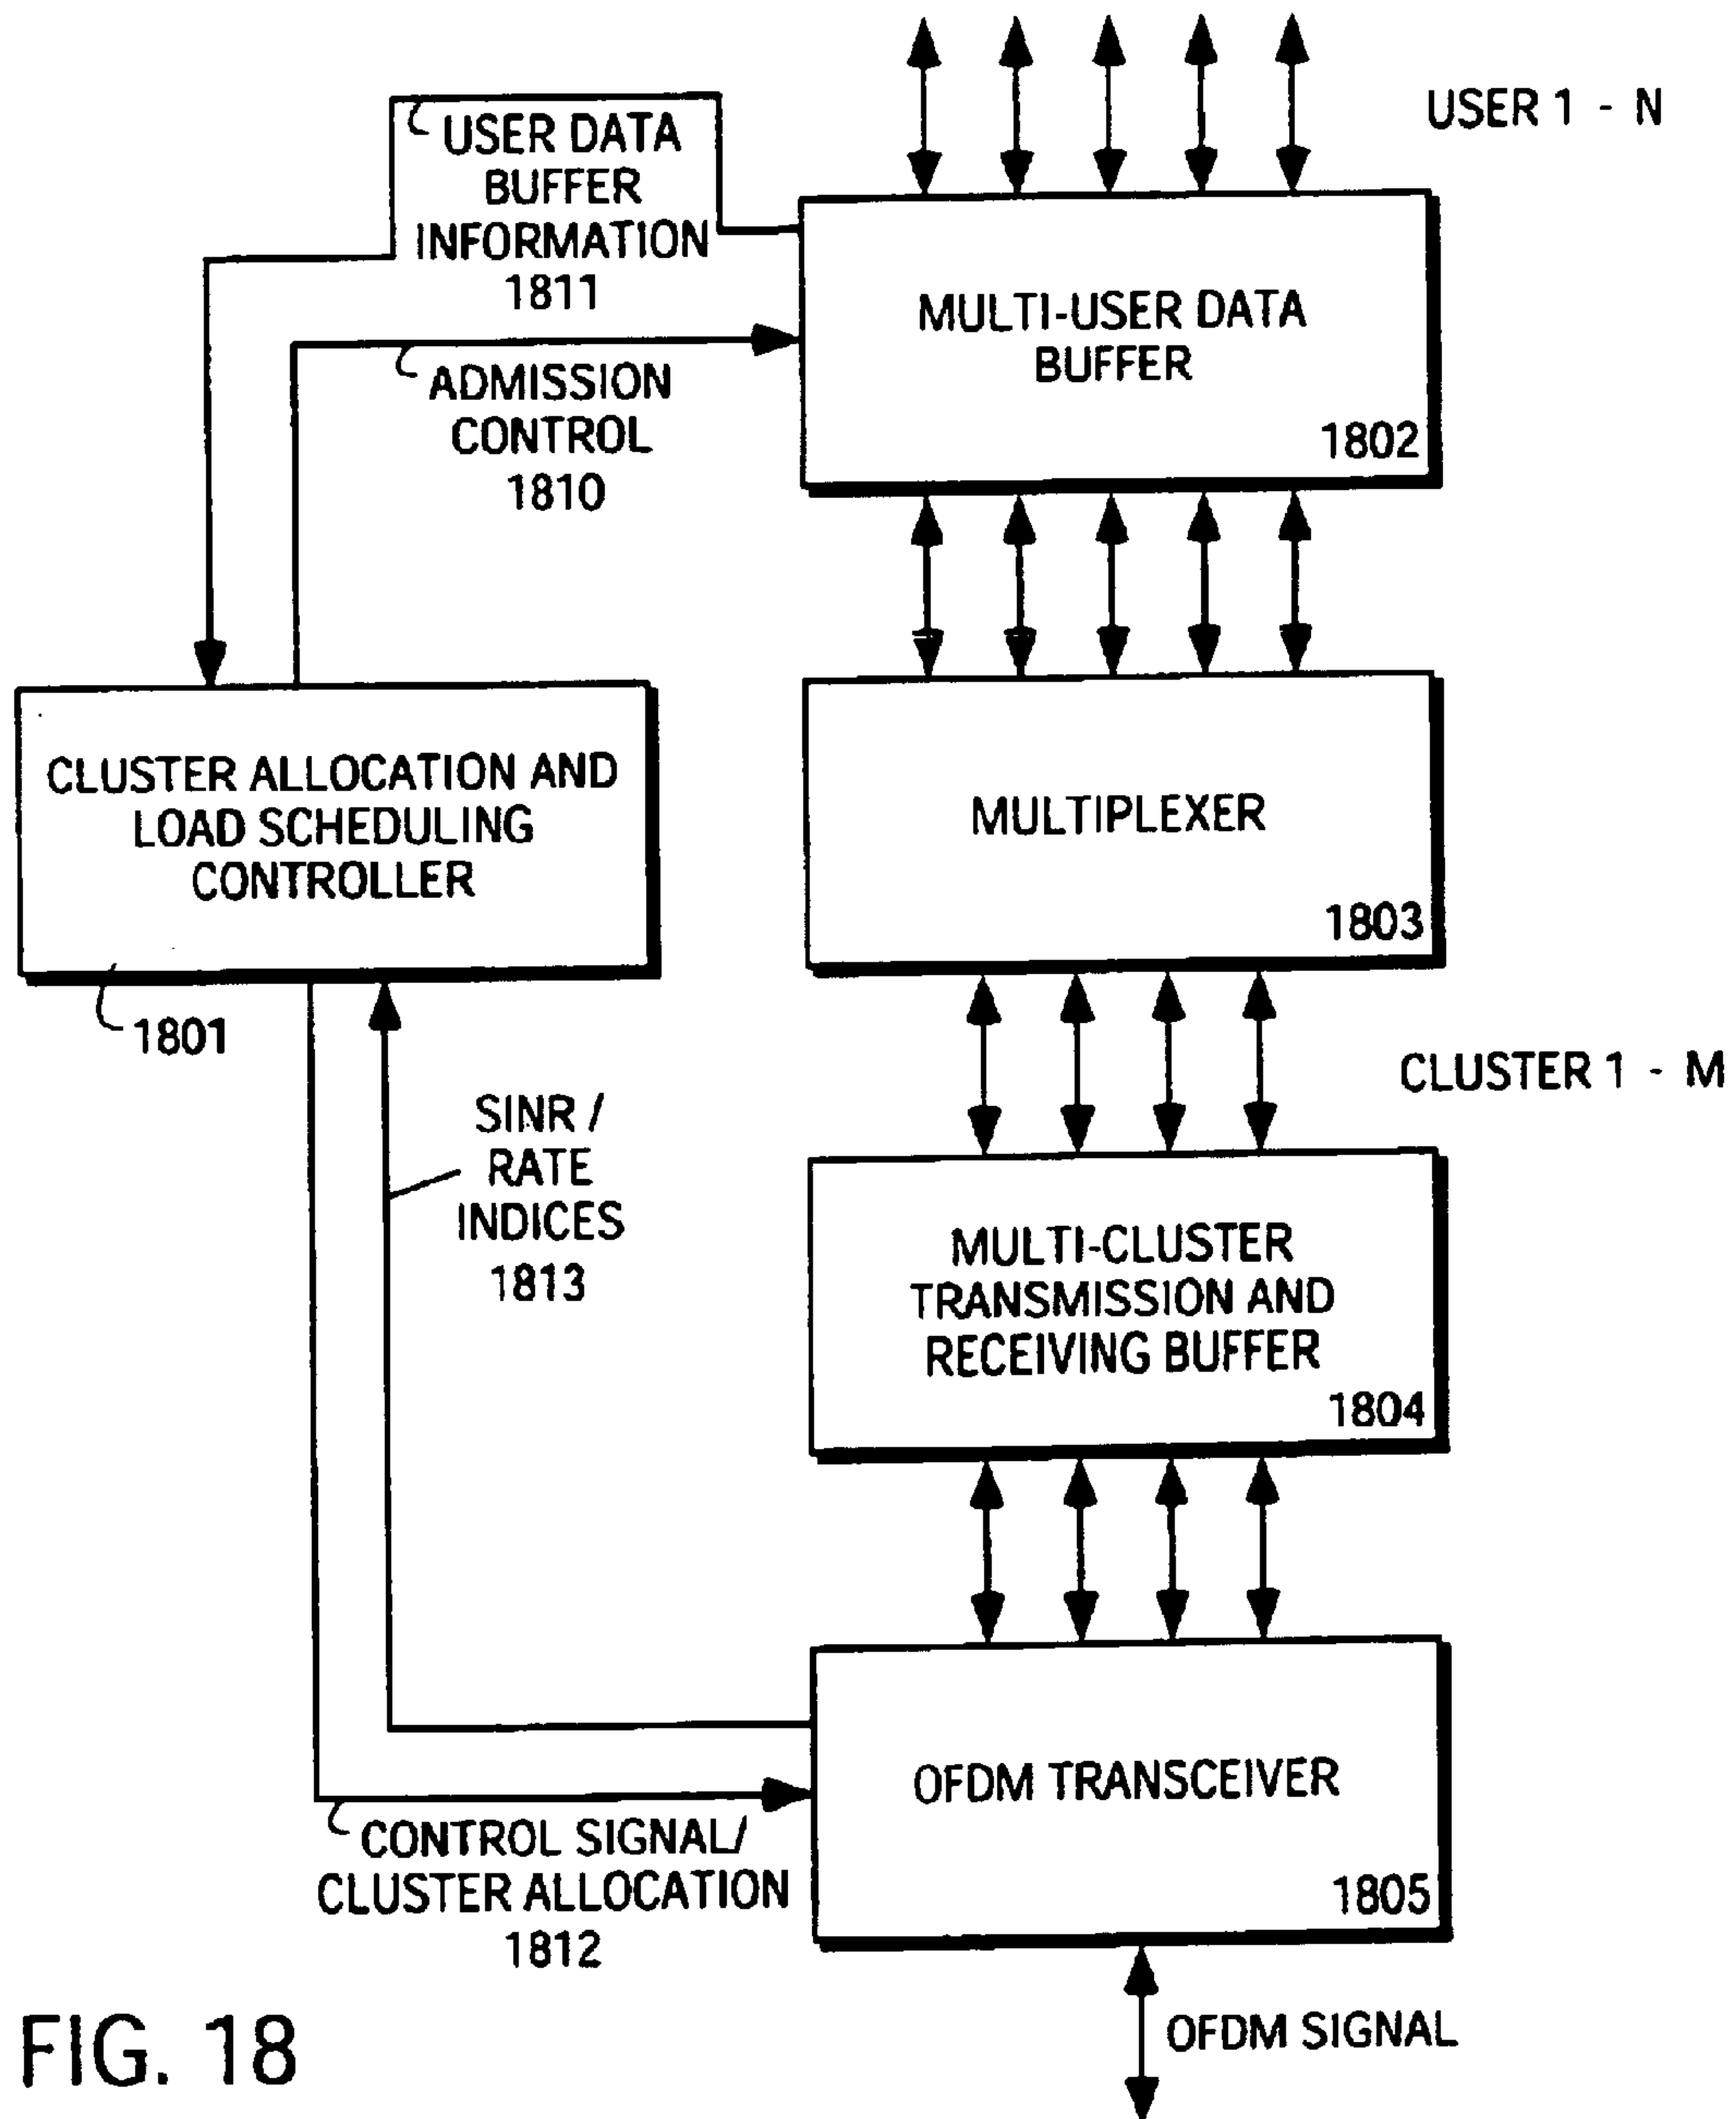 USER 1 - N
USER DATA
BUFFER
INFORMATION
1811
MULTI-USER DATA
BUFFER
1802
ADMISSION
CONTROL
1810
CLUSTER ALLOCATION AND
LOAD SCHEDULING
CONTROLLER
1801
MULTIPLEXER
1803
CLUSTER 1 - M
SINR /
RATE
INDICES
1813
MULTI-CLUSTER
TRANSMISSION AND
RECEIVING BUFFER
1804
OFDM TRANSCEIVER
1805
CONTROL SIGNAL/
CLUSTER ALLOCATION
1812
OFDM SIGNAL
FIG. 18